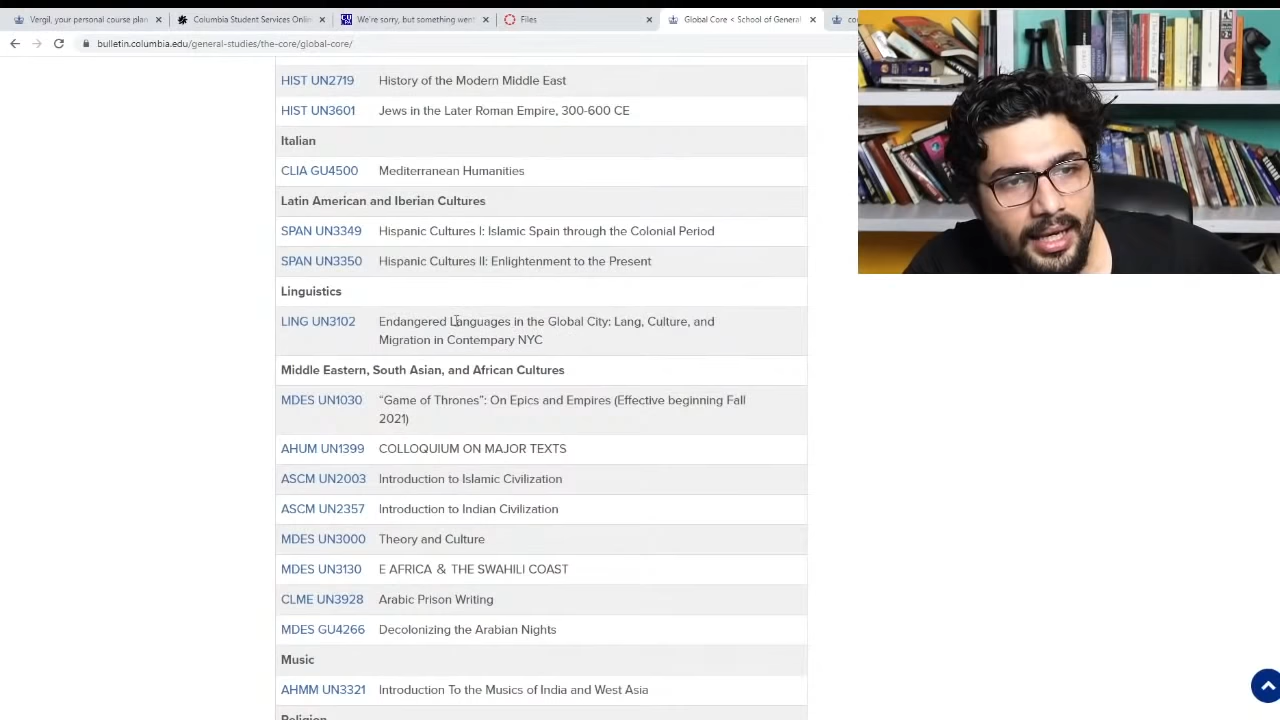 Vergil, your personal course plan
Columbia Student Services Onlin
We're sorry, but something went
Files
Global Core < School of General
co
bulletin.columbia.edu/general-studies/the-core/global-core/
HIST UN2719 History of the Modern Middle East
HIST UN3601 Jews in the Later Roman Empire, 300-600 CE
Italian
CLIA GU4500 Mediterranean Humanities
Latin American and Iberian Cultures
SPAN UN3349 Hispanic Cultures I: Islamic Spain through the Colonial Period
SPAN UN3350 Hispanic Cultures II: Enlightenment to the Present
Linguistics
LING UN3102 Endangered Languages in the Global City: Lang, Culture, and
Migration in Contempary NYC
Middle Eastern, South Asian, and African Cultures
MDES UN1030 “Game of Thrones”: On Epics and Empires (Effective beginning Fall
2021)
AHUM UN1399 COLLOQUIUM ON MAJOR TEXTS
ASCM UN2003 Introduction to Islamic Civilization
ASCM UN2357 Introduction to Indian Civilization
MDES UN3000 Theory and Culture
MDES UN3130 E AFRICA & THE SWAHILI COAST
CLME UN3928 Arabic Prison Writing
MDES GU4266 Decolonizing the Arabian Nights
Music
AHMM UN3321 Introduction To the Musics of India and West Asia
Religion